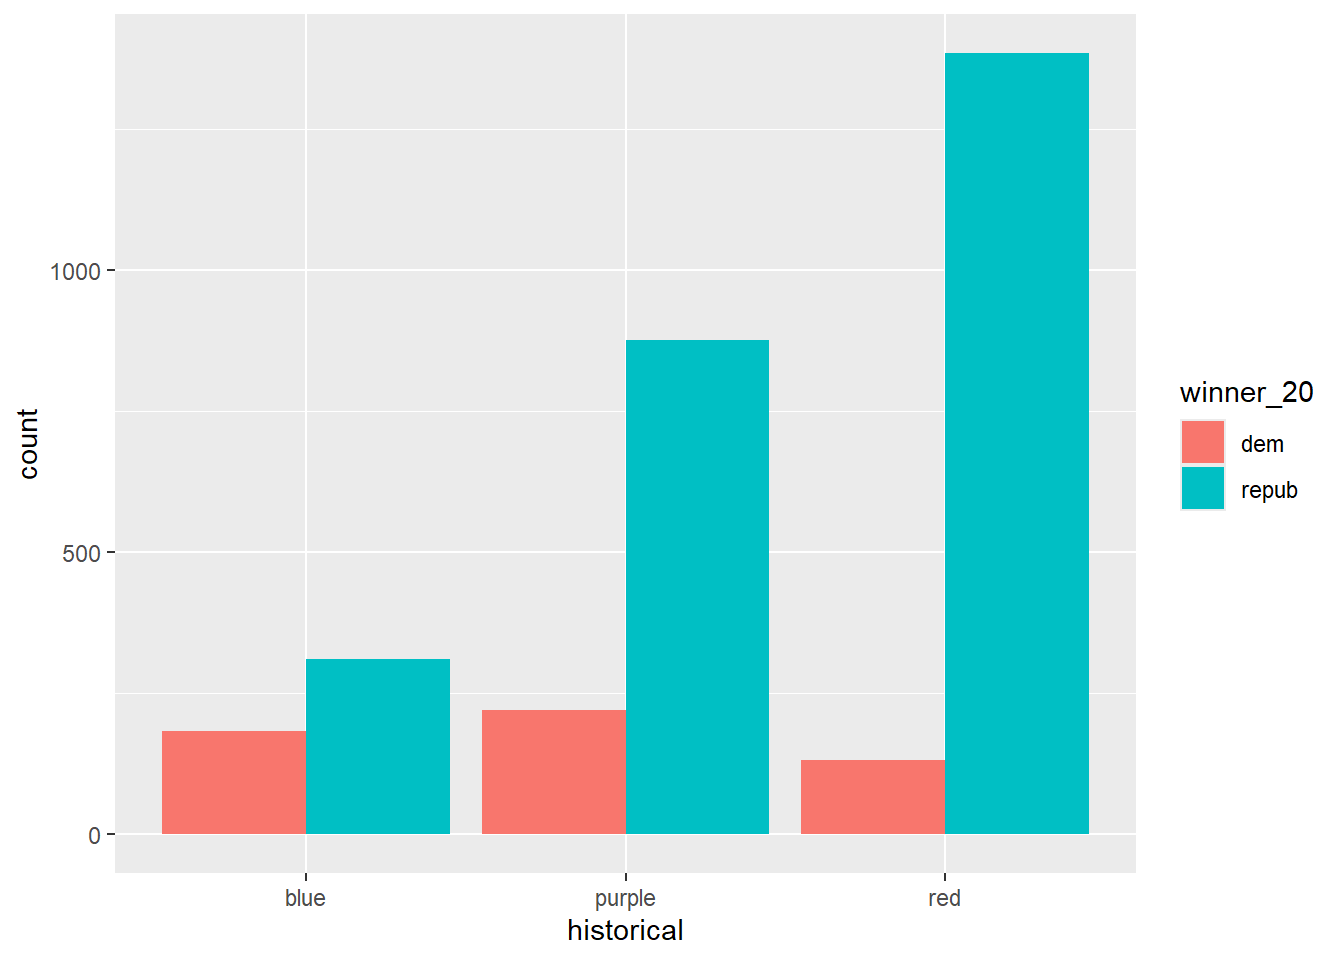 count
1000
500
0
blue
purple
red
historical
winner_20
dem
repub